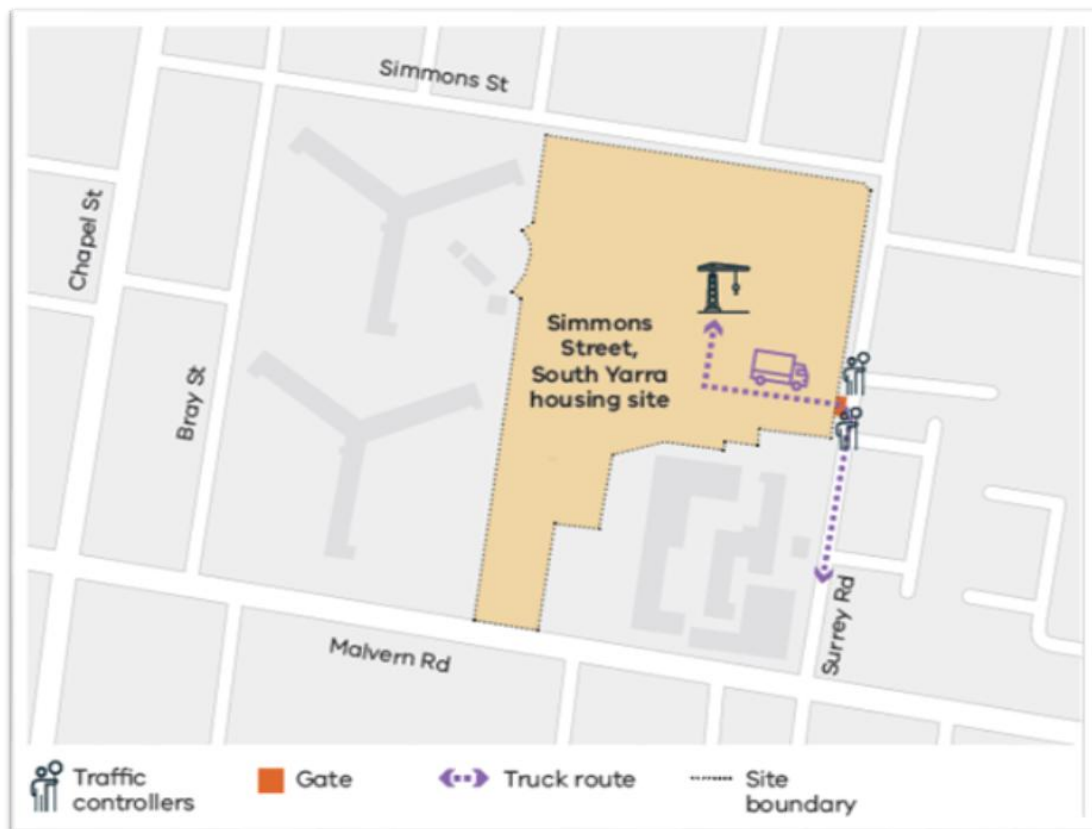 Simmons St
Chapel St
Bray St
Simmons
Street,
South Yarra
housing site
Surrey Rd
Malvern Rd
Traffic
controllers
Gate
Truck route
Site
boundary